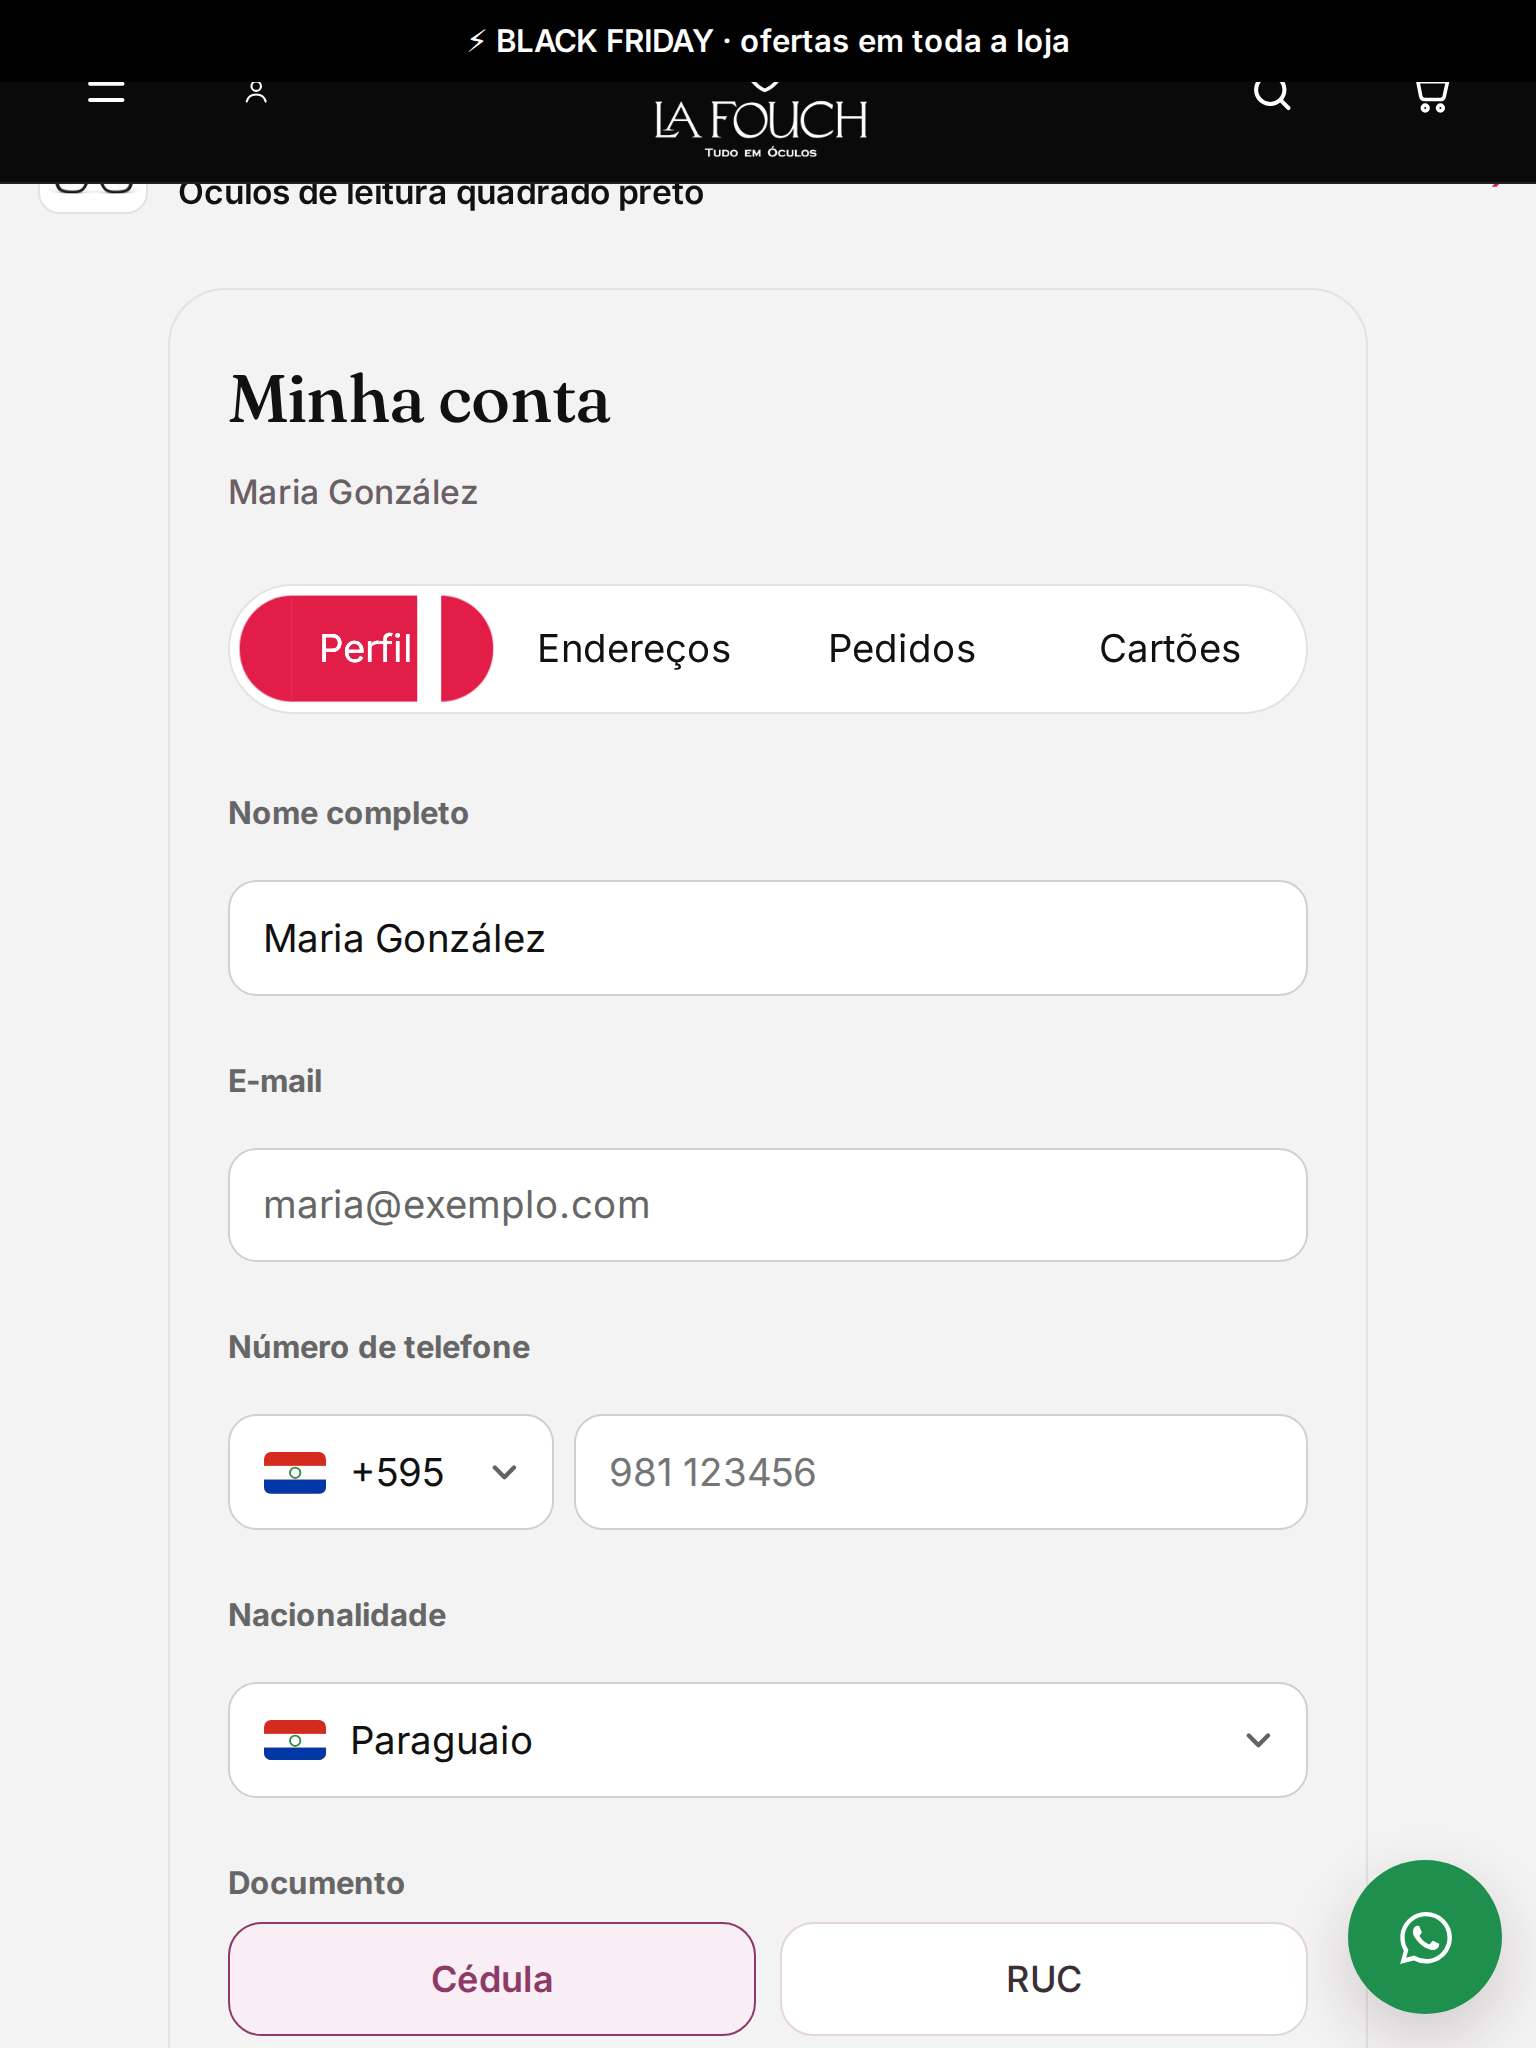 ⚡ BLACK FRIDAY · ofertas em toda a loja
LA FOUCH
TUDO EM ÓCULOS
Óculos de leitura quadrado preto
Minha conta
Maria González
Perfil Endereços Pedidos Cartões
Nome completo
Maria González
E-mail
maria@exemplo.com
Número de telefone
+595 981 123456
Nacionalidade
Paraguaio
Documento
Cédula RUC